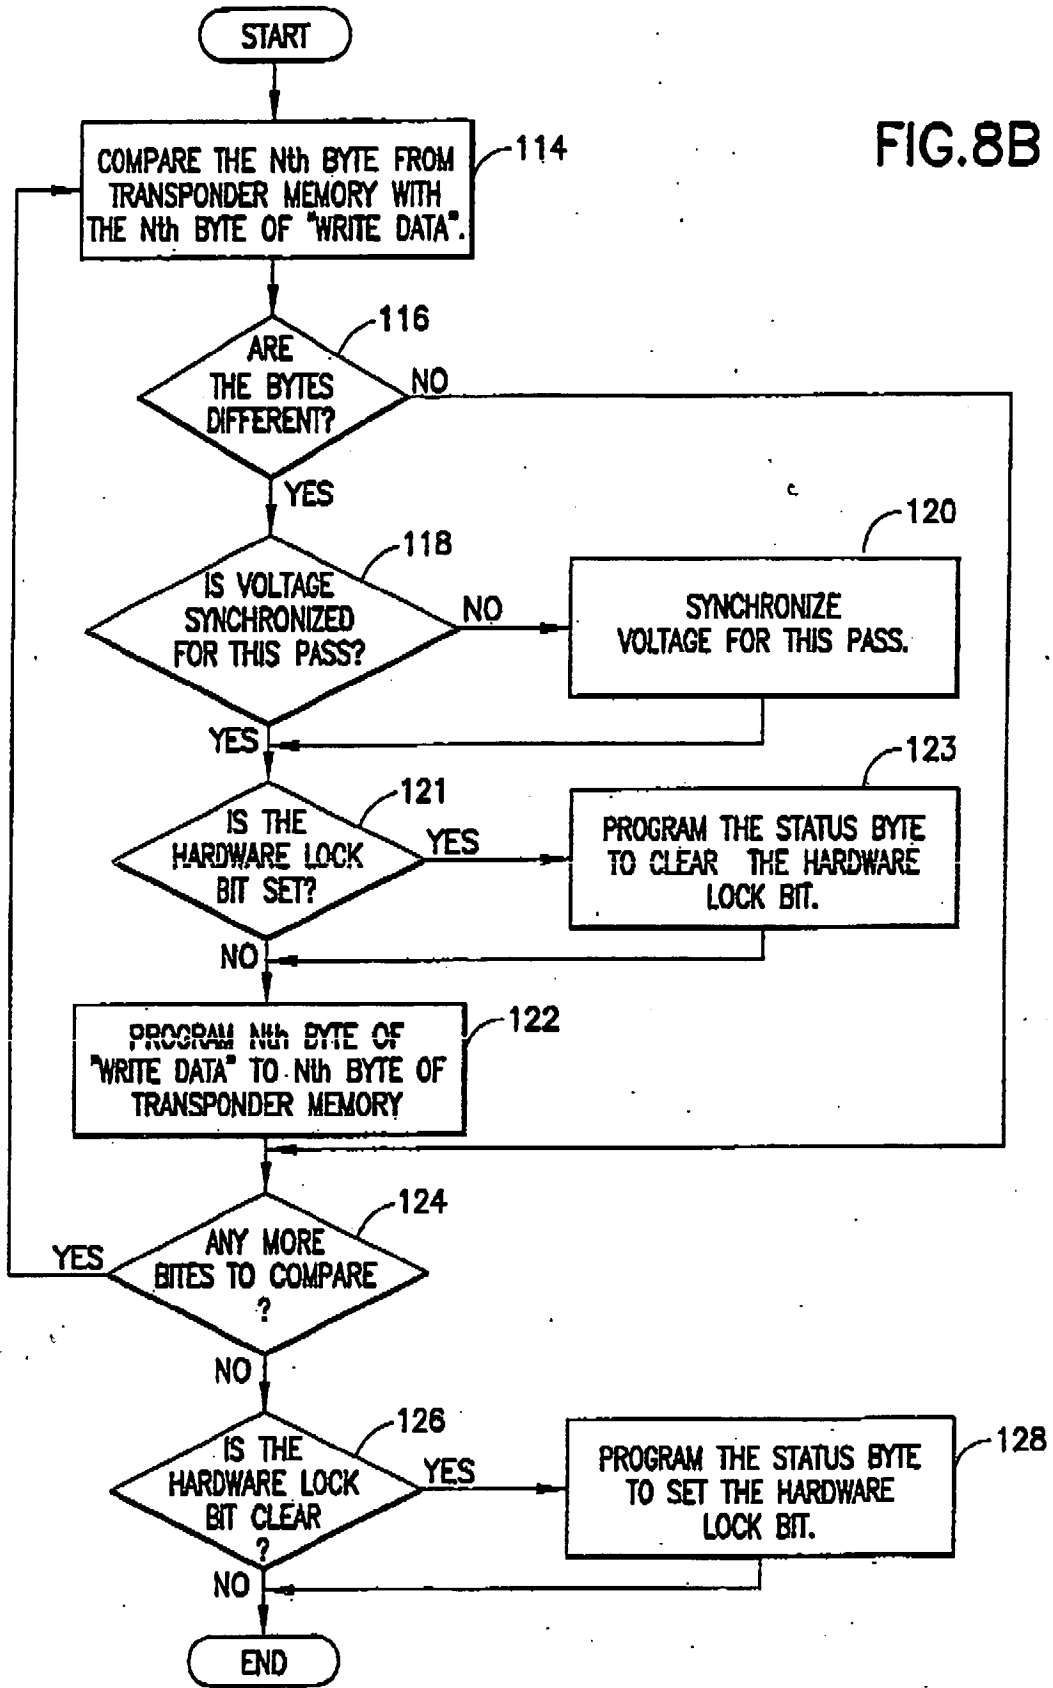 START
FIG.8B
114
COMPARE THE Nth BYTE FROM
TRANSPONDER MEMORY WITH
THE Nth BYTE OF "WRITE DATA".
116
ARE
THE BYTES
DIFFERENT?
NO
YES
118
IS VOLTAGE
SYNCHRONIZED
FOR THIS PASS?
NO
120
SYNCHRONIZE
VOLTAGE FOR THIS PASS.
YES
121
IS THE
HARDWARE LOCK
BIT SET?
YES
123
PROGRAM THE STATUS BYTE
TO CLEAR THE HARDWARE
LOCK BIT.
NO
122
PROGRAM Nth BYTE OF
"WRITE DATA" TO Nth BYTE OF
TRANSPONDER MEMORY
124
ANY MORE
BITES TO COMPARE
?
YES
NO
126
IS THE
HARDWARE LOCK
BIT CLEAR
?
YES
128
PROGRAM THE STATUS BYTE
TO SET THE HARDWARE
LOCK BIT.
NO
END